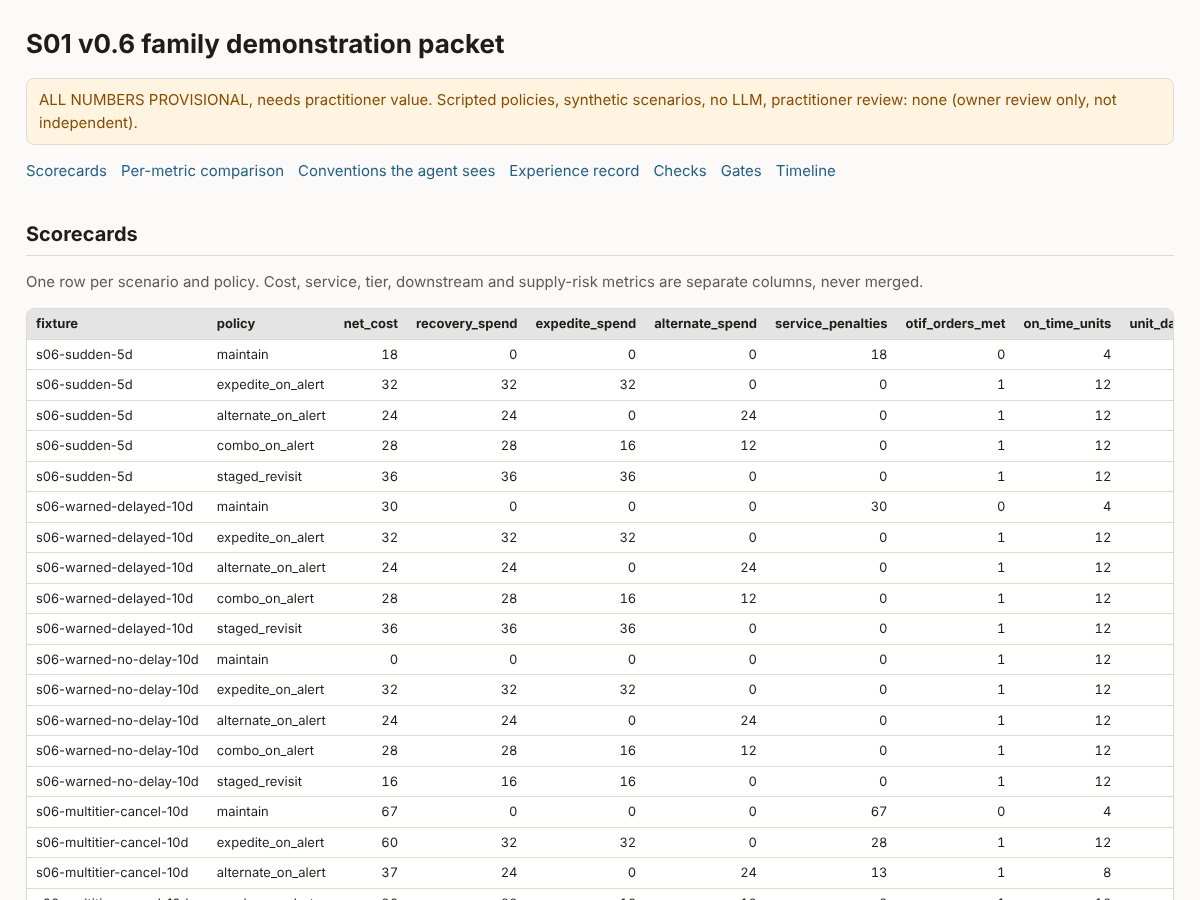 S01 v0.6 family demonstration packet
ALL NUMBERS PROVISIONAL, needs practitioner value. Scripted policies, synthetic scenarios, no LLM, practitioner review: none (owner review only, not
independent).
Scorecards Per-metric comparison Conventions the agent sees Experience record Checks Gates Timeline
Scorecards
One row per scenario and policy. Cost, service, tier, downstream and supply-risk metrics are separate columns, never merged.
fixture policy net_cost recovery_spend expedite_spend alternate_spend service_penalties otif_orders_met on_time_units
s06-sudden-5d maintain 18 0 0 0 18 0 4
s06-sudden-5d expedite_on_alert 32 32 32 0 0 1 12
s06-sudden-5d alternate_on_alert 24 24 0 24 0 1 12
s06-sudden-5d combo_on_alert 28 28 16 12 0 1 12
s06-sudden-5d staged_revisit 36 36 36 0 0 1 12
s06-warned-delayed-10d maintain 30 0 0 0 30 0 4
s06-warned-delayed-10d expedite_on_alert 32 32 32 0 0 1 12
s06-warned-delayed-10d alternate_on_alert 24 24 0 24 0 1 12
s06-warned-delayed-10d combo_on_alert 28 28 16 12 0 1 12
s06-warned-delayed-10d staged_revisit 36 36 36 0 0 1 12
s06-warned-no-delay-10d maintain 0 0 0 0 0 1 12
s06-warned-no-delay-10d expedite_on_alert 32 32 32 0 0 1 12
s06-warned-no-delay-10d alternate_on_alert 24 24 0 24 0 1 12
s06-warned-no-delay-10d combo_on_alert 28 28 16 12 0 1 12
s06-warned-no-delay-10d staged_revisit 16 16 16 0 0 1 12
s06-multitier-cancel-10d maintain 67 0 0 0 67 0 4
s06-multitier-cancel-10d expedite_on_alert 60 32 32 0 28 1 12
s06-multitier-cancel-10d alternate_on_alert 37 24 0 24 13 1 8